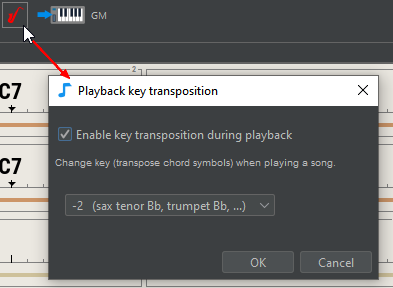 GM
2
C7
Playback key transposition
Enable key transposition during playback
C7
Change key (transpose chord symbols) when playing a song.
-2 (sax tenor Bb, trumpet Bb, ...)
OK
Cancel